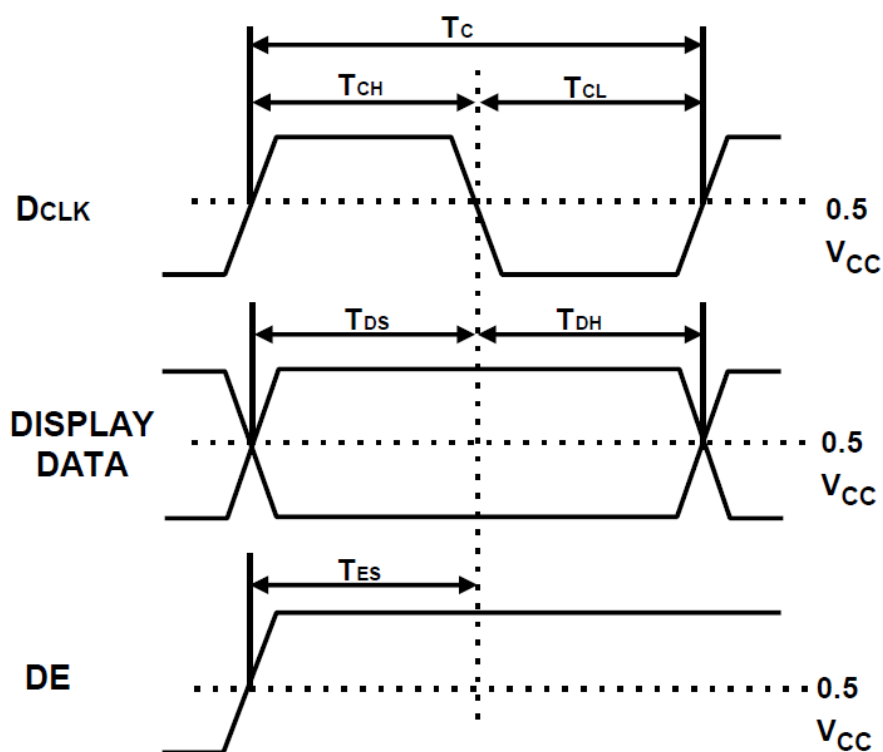 TC
TCH TCL
DCLK
0.5
VCC
TDS TDH
DISPLAY
DATA
0.5
VCC
TES
DE
0.5
VCC